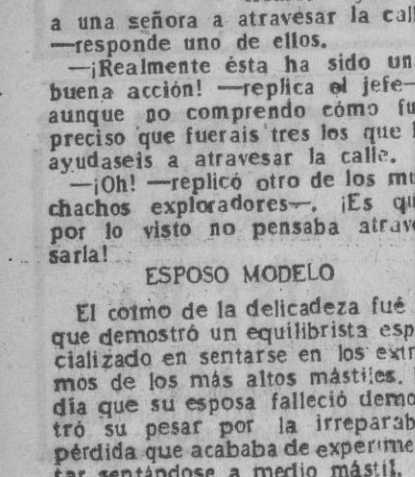 a una señora a atravesar la call
—responde uno de ellos.
—¡Realmente ésta ha sido un
buena acción! —replica el jefe—
aunque no comprendo cómo fu
preciso que fuerais tres los que
ayudaseis a atravesar la calle.
—¡Oh! —replicó otro de los mu
chachos exploradores—. ¡Es qu
por lo visto no pensaba atrave
sarla!
ESPOSO MODELO
El colmo de la delicadeza fué
que demostró un equilibrista esp
cializado en sentarse en los extr
mos de los más altos mástiles.
día que su esposa falleció demo
tró su pesar por la irreparab
pérdida que acababa de experime
tar sentándose a medio mástil.